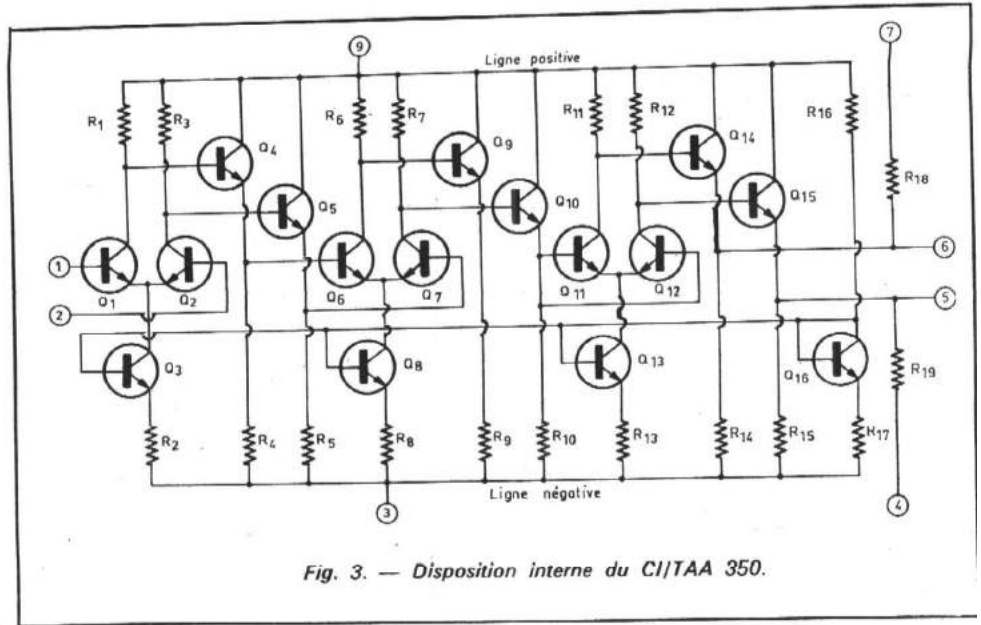 7
9
Ligne positive
R1
R3
R6
R7
R11
R12
R16
Q4
Q9
Q14
R18
Q5
Q10
Q15
1
Q1
Q2
Q6
Q7
Q11
Q12
6
2
5
Q3
Q8
Q13
Q16
R19
R2
R4
R5
R8
R9
R10
R13
R14
R15
R17
Ligne négative
3
4
Fig. 3. — Disposition interne du CI/TAA 350.